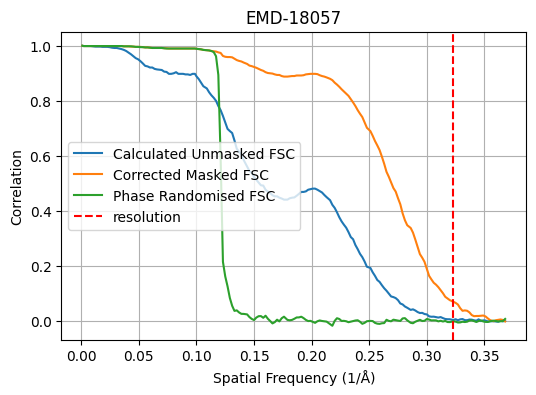 EMD-18057
1.0
0.8
0.6
0.4
0.2
0.0
Correlation
Calculated Unmasked FSC
Corrected Masked FSC
Phase Randomised FSC
resolution
0.00 0.05 0.10 0.15 0.20 0.25 0.30 0.35
Spatial Frequency (1/Å)